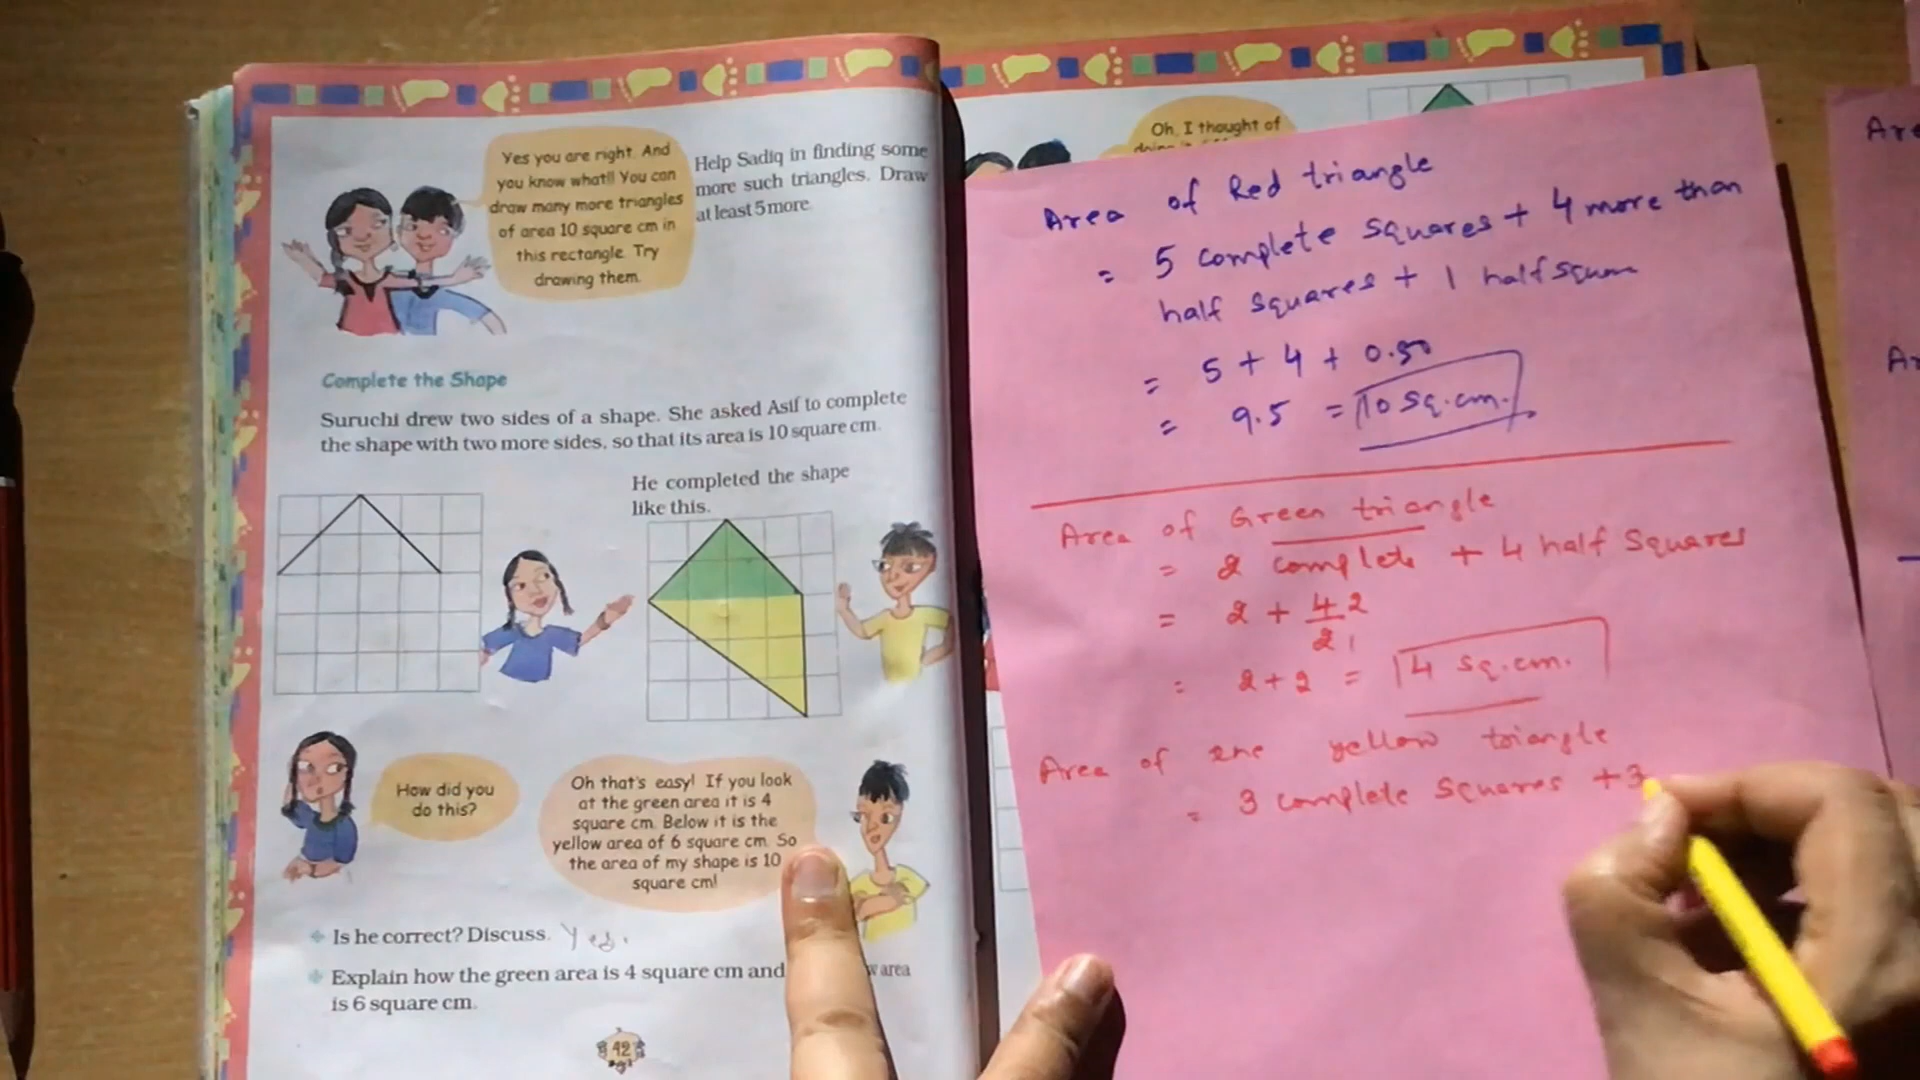 Yes you are right. And
you know what!! You can
draw many more triangles
of area 10 square cm in
this rectangle. Try
drawing them.
Help Sadiq in finding some
more such triangles. Draw
at least 5 more.
Complete the Shape
Suruchi drew two sides of a shape. She asked Asif to complete
the shape with two more sides, so that its area is 10 square cm.
He completed the shape
like this.
How did you
do this?
Oh that's easy! If you look
at the green area it is 4
square cm. Below it is the
yellow area of 6 square cm. So
the area of my shape is 10
square cm!
Is he correct? Discuss. Yes.
Explain how the green area is 4 square cm and area
is 6 square cm.
42
Oh, I thought of
Area of Red triangle
= 5 complete squares + 4 more than
half squares + 1 half
= 5 + 4 + 0.50
= 9.5 = 10 sq.cm.
Area of Green triangle
= 2 complete + 4 half Squares
= 2 + 4/2 2 1
= 2+2 = 4 sq.cm.
Area of the yellow triangle
= 3 complete Squares +3